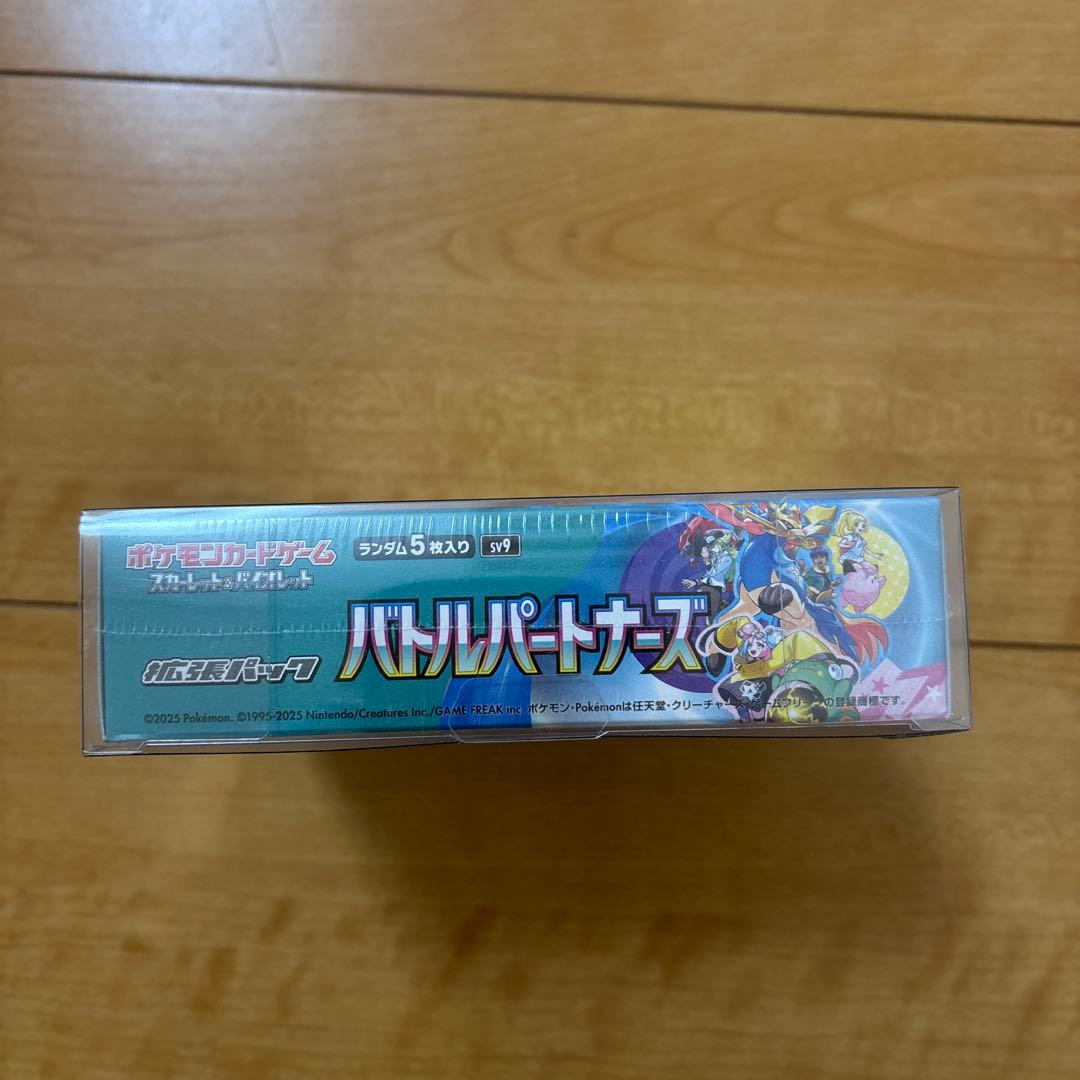 ポケモンカードゲーム
スカーレット&バイオレット
ランダム5枚入り SV9
拡張パック
バトルパートナーズ
©2025 Pokémon. ©1995-2025 Nintendo/Creatures Inc./GAME FREAK inc. ポケモン・Pokémonは任天堂・クリーチャーズ・ゲームフリークの登録商標です。